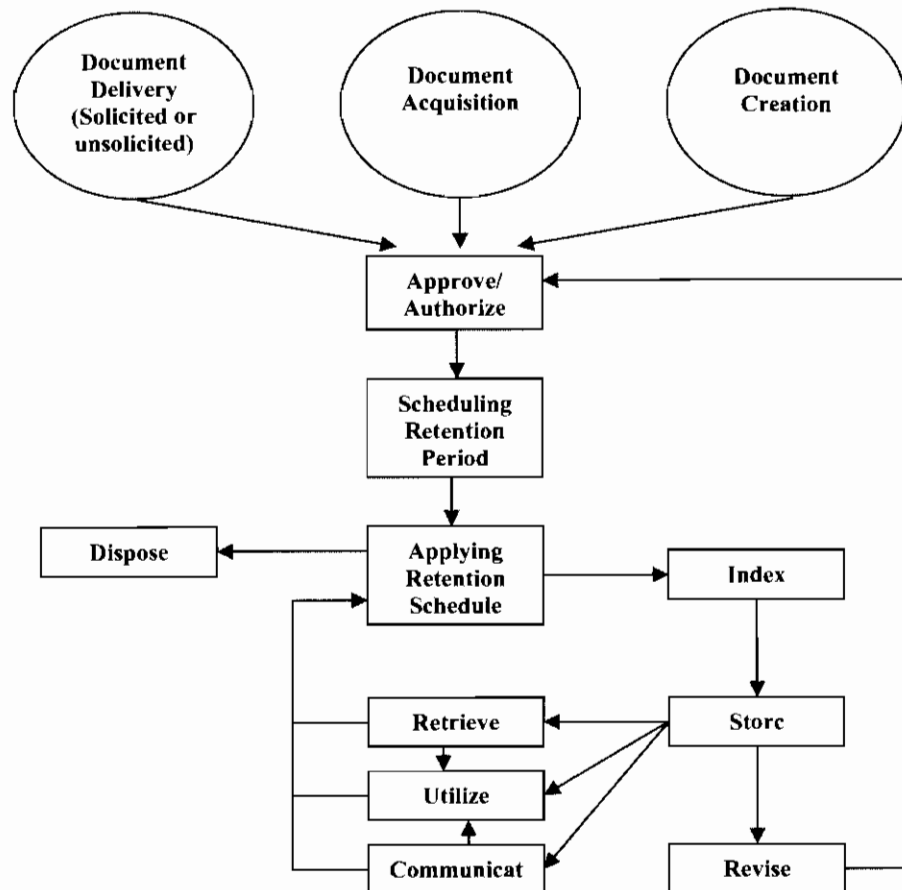 Document
Delivery
(Solicited or
unsolicited)
Document
Acquisition
Document
Creation
Approve/
Authorize
Scheduling
Retention
Period
Dispose
Applying
Retention
Schedule
Index
Retrieve
Storc
Utilize
Communicat
Revise